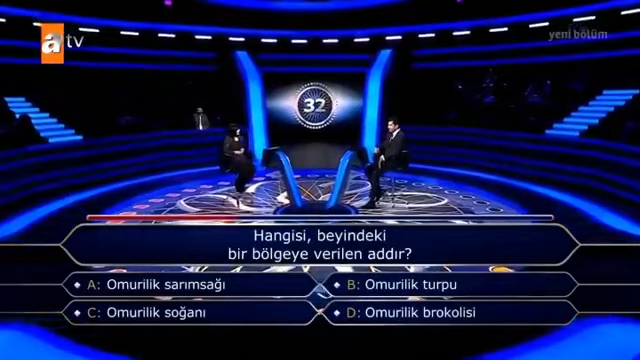 atv
yeni bölüm
32
Hangisi, beyindeki
bir bölgeye verilen addır?
A: Omurilik sarımsağı
B: Omurilik turpu
C: Omurilik soğanı
D: Omurilik brokolisi